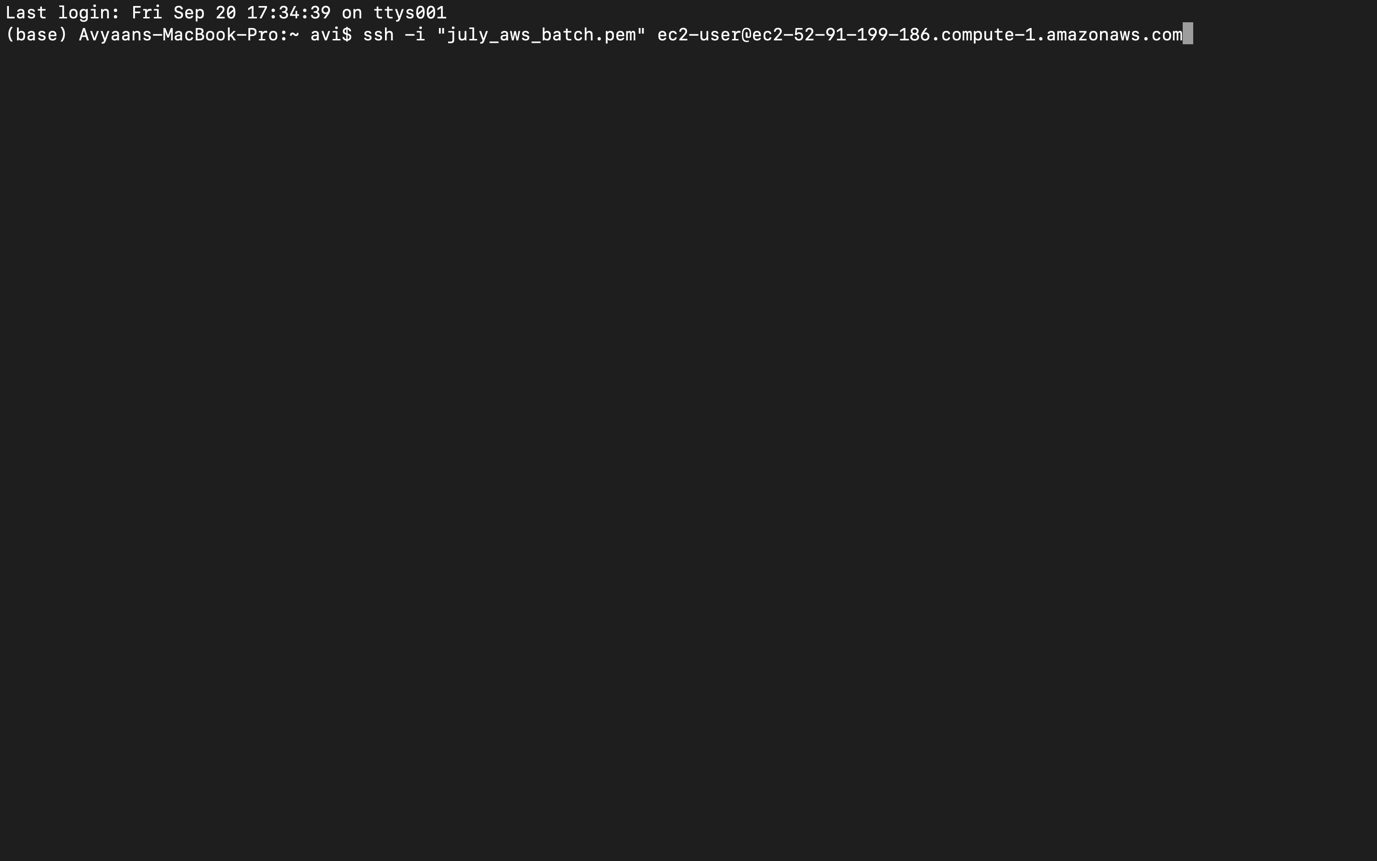 Last login: Fri Sep 20 17:34:39 on ttys001
(base) Avyaans-MacBook-Pro:~ avi$ ssh -i "july_aws_batch.pem" ec2-user@ec2-52-91-199-186.compute-1.amazonaws.com